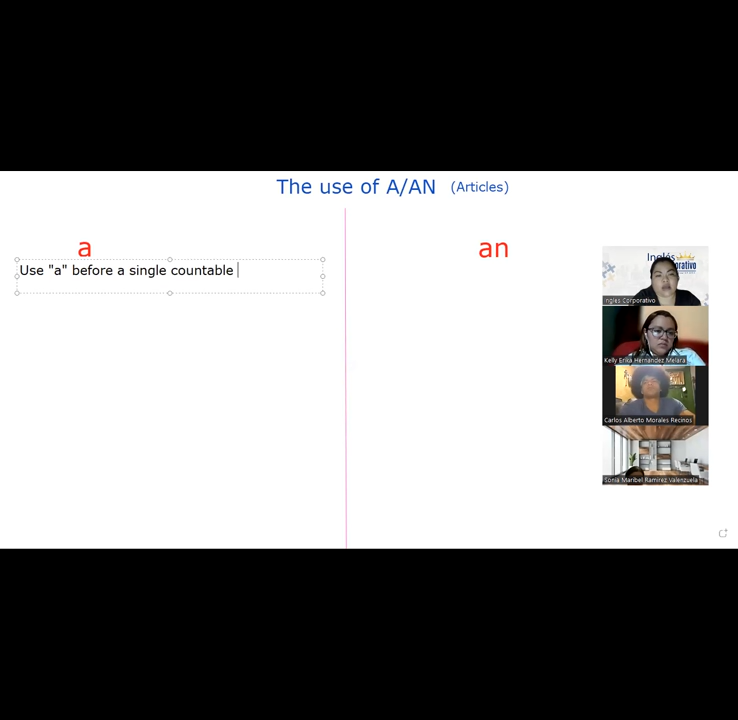 The use of A/AN (Articles)
a
an
Use "a" before a single countable
Inglés
Corporativo
Ingles Corporativo
Kelly Erika Hernandez Melara
Carlos Alberto Morales Recinos
Sonia Maribel Ramirez Valenzuela